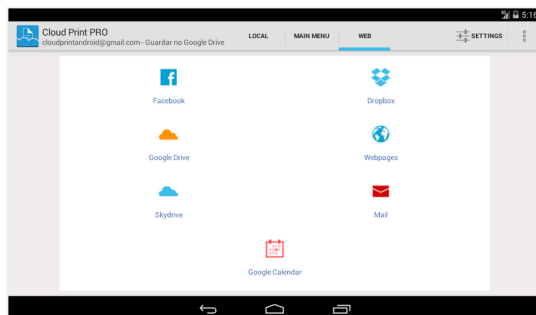 3G 5:16
Cloud Print PRO
cloudprintandroid@gmail.com - Guardar no Google Drive
LOCAL
MAIN MENU
WEB
SETTINGS
Facebook
Dropbox
Google Drive
Webpages
Skydrive
Mail
Google Calendar